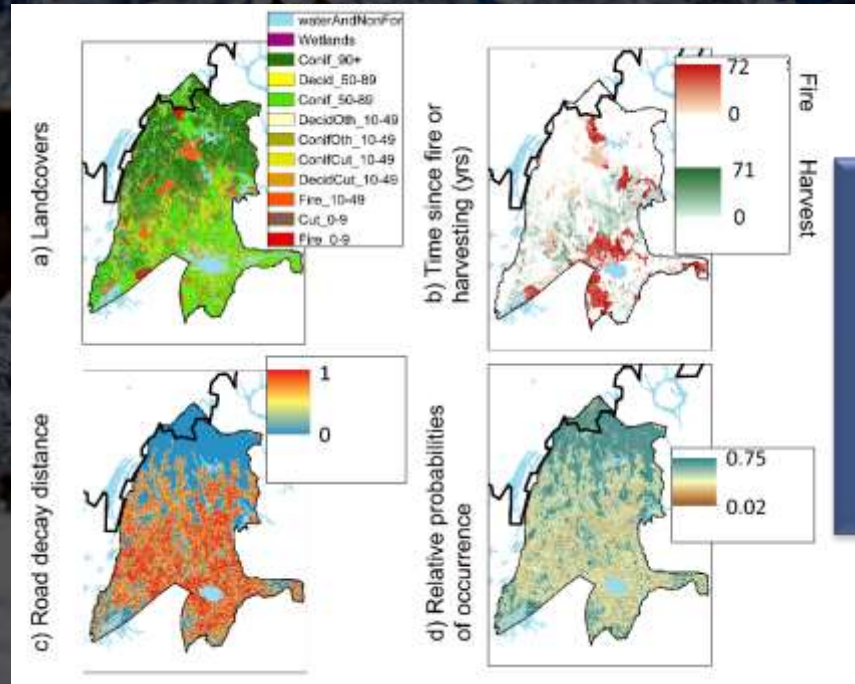 a) Landcovers
waterAndNonFor
Wetlands
Conif_90+
Decid_50-89
Conif_50-89
DecidOth_10-49
ConifOth_10-49
ConifCut_10-49
DecidCut_10-49
Fire_10-49
Cut_0-9
Fire_0-9
b) Time since fire or
harvesting (yrs)
72
0
Fire
71
0
Harvest
c) Road decay distance
1
0
d) Relative probabilities
of occurrence
0.75
0.02